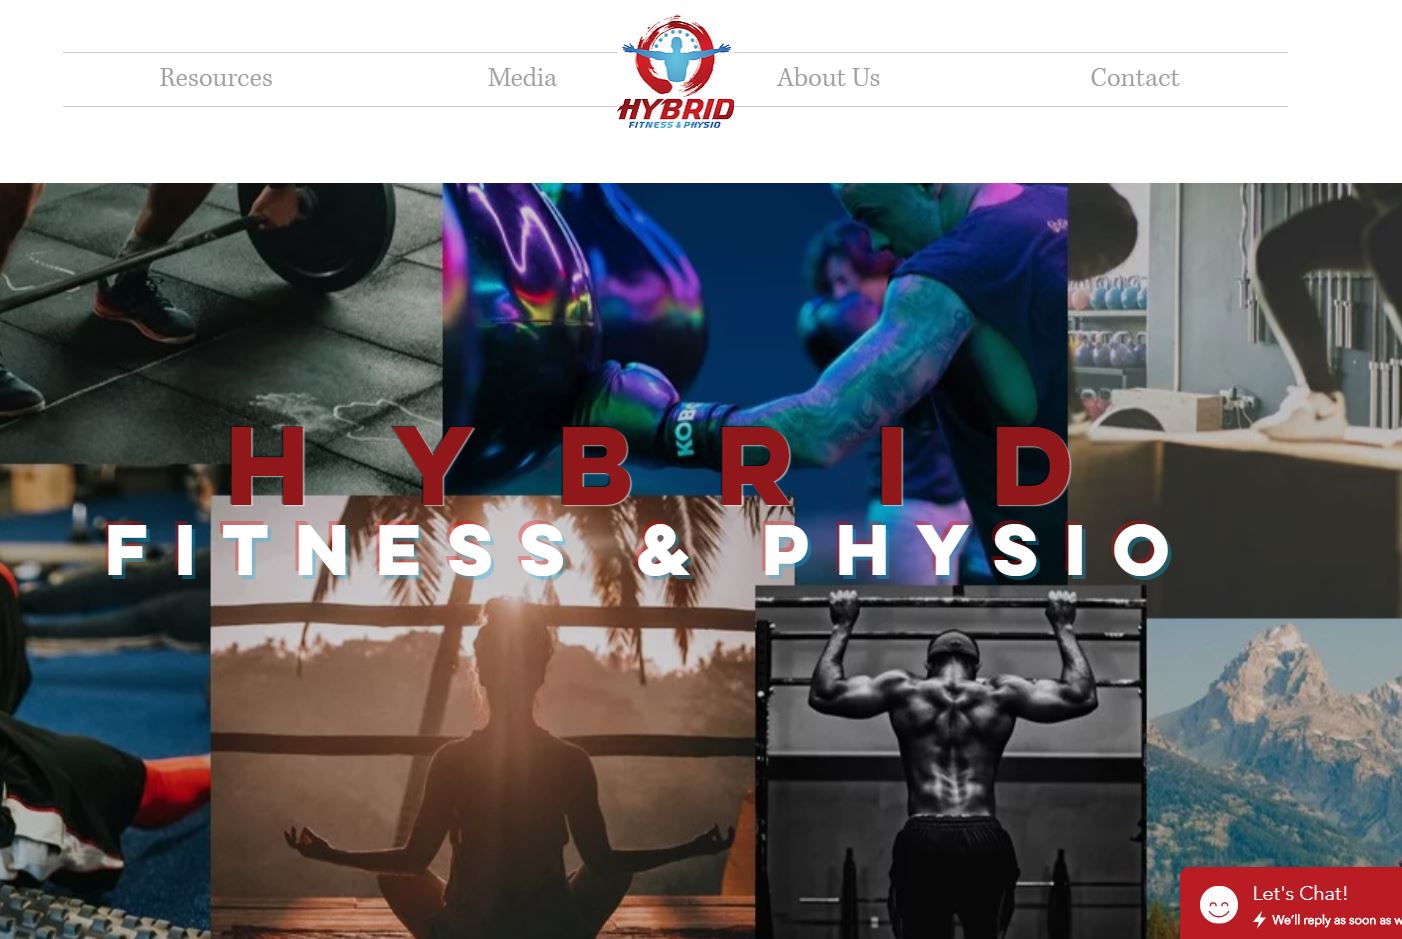 Resources
Media
About Us
Contact
HYBRID
FITNESS & PHYSIO
KOBO
HYBRID
FITNESS & PHYSIO
Let's Chat!
We'll reply as soon as w